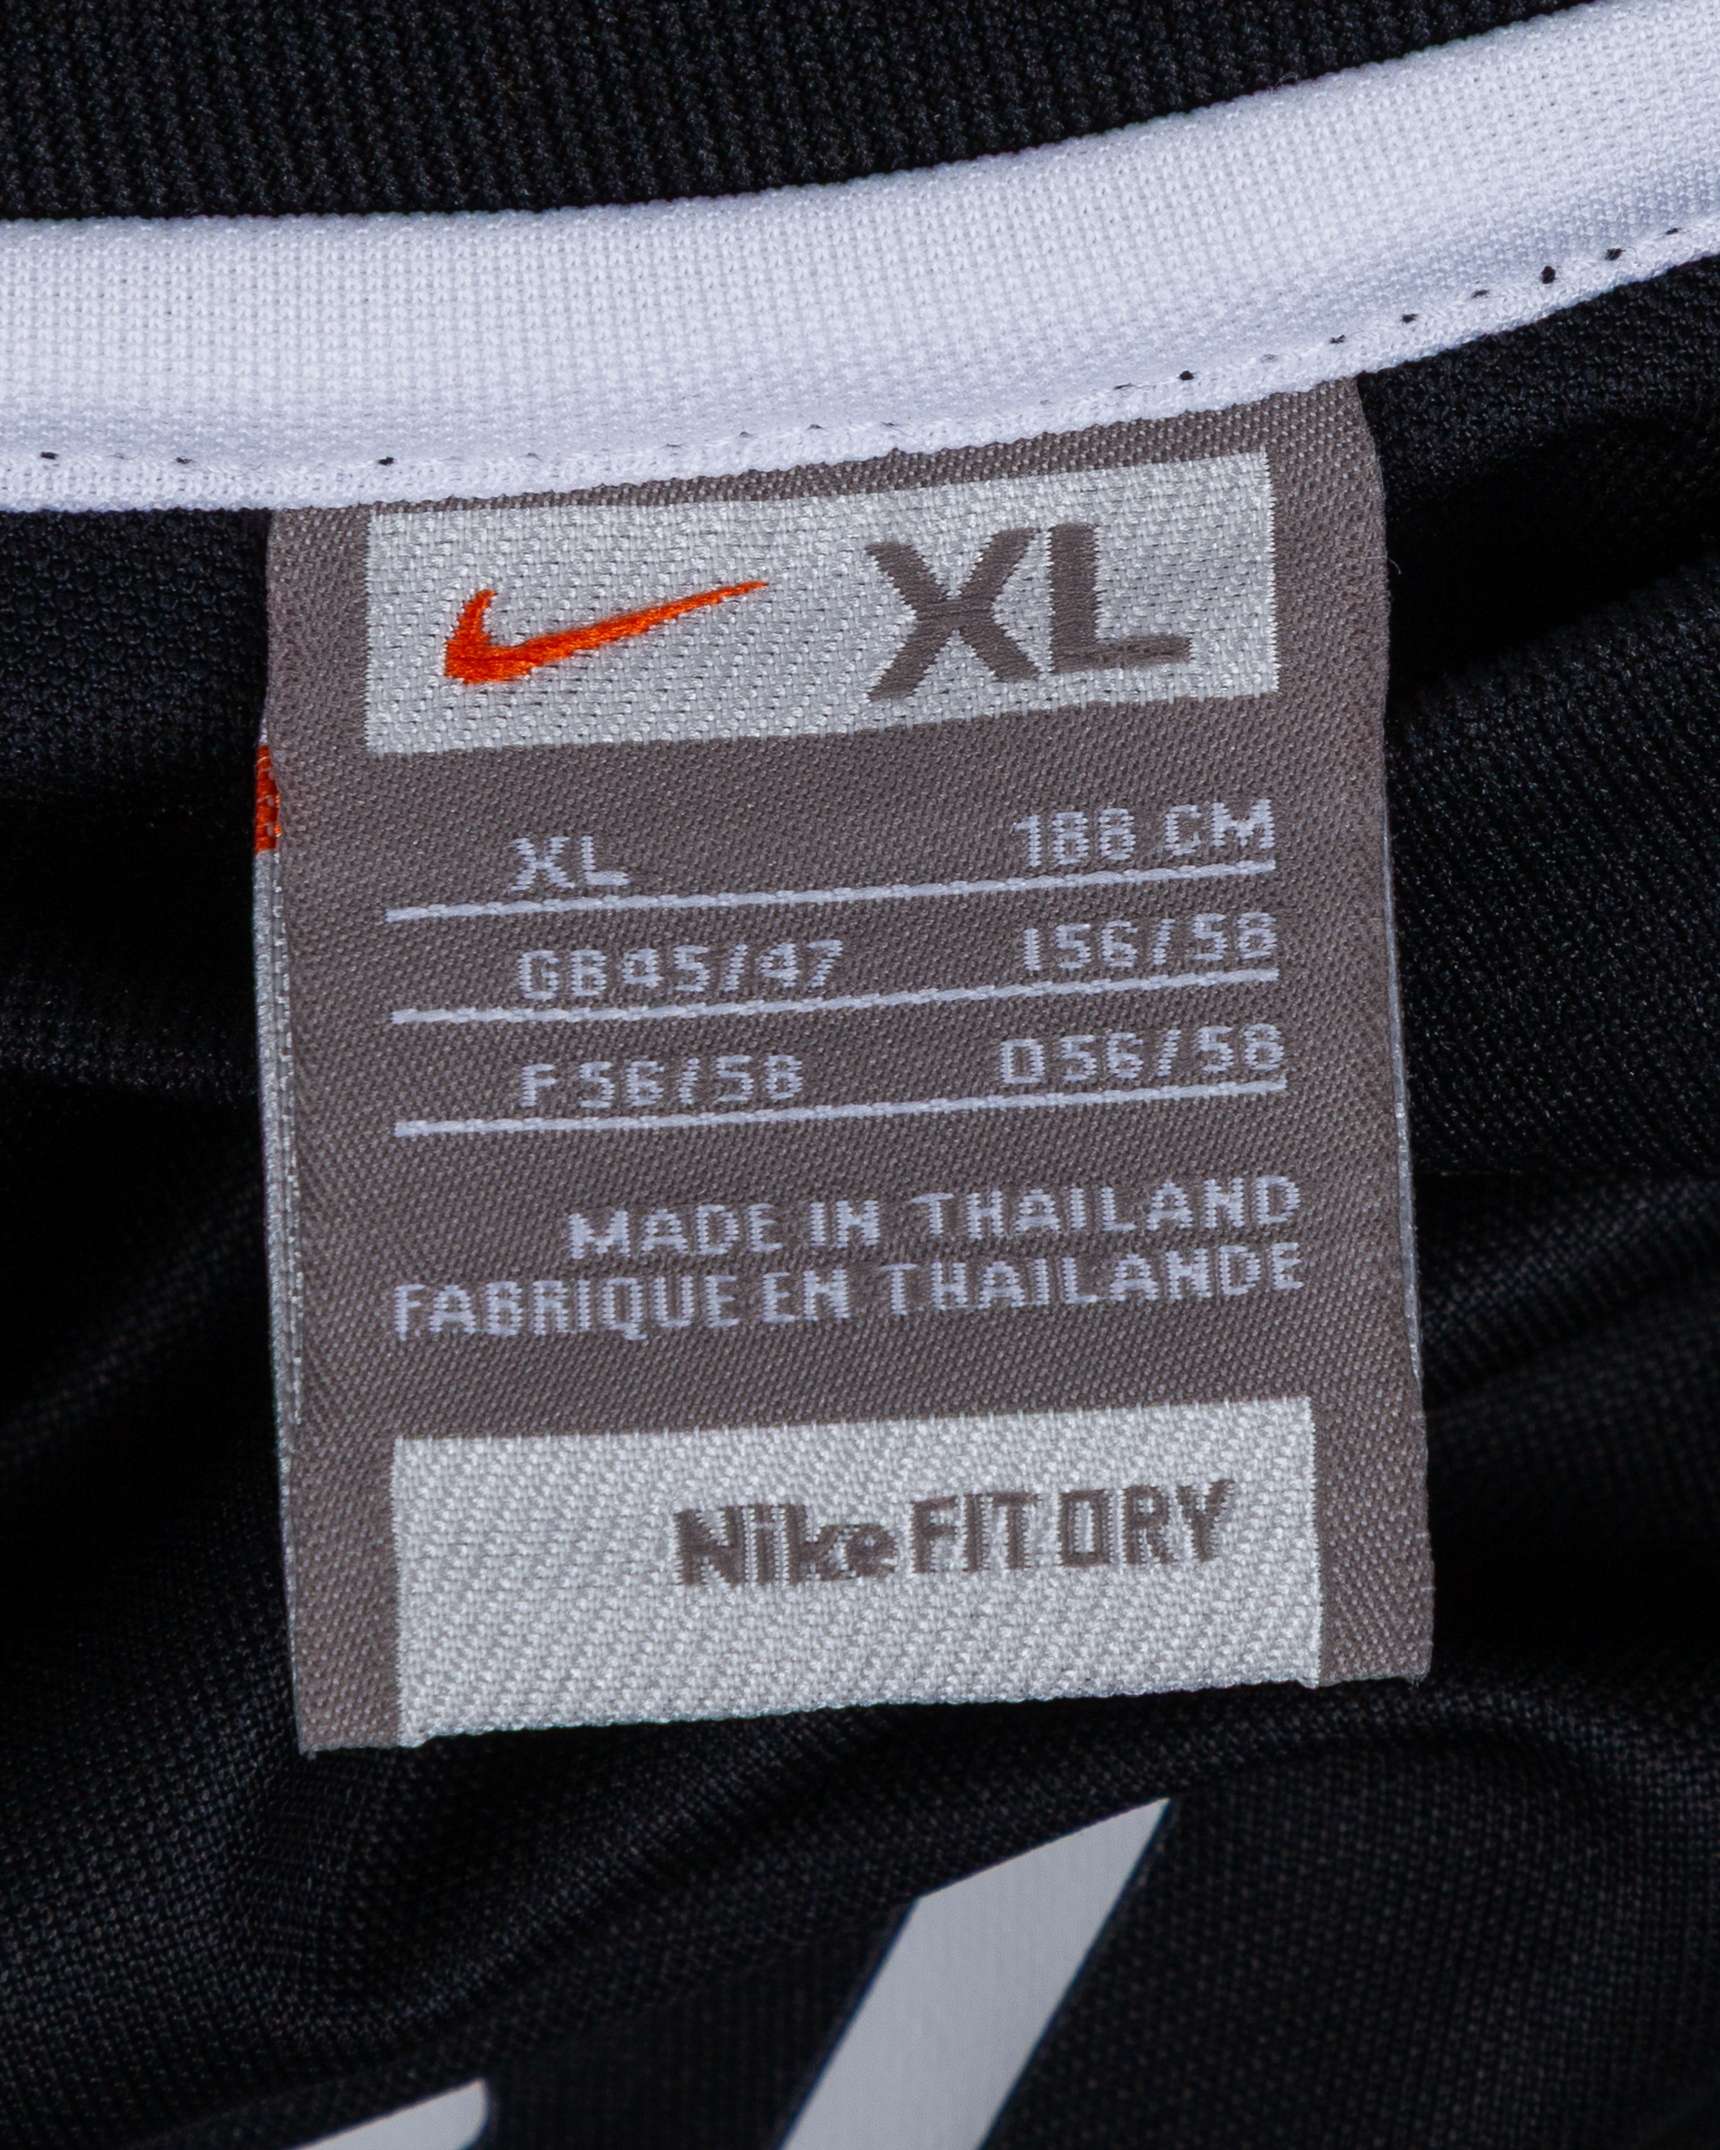 XL
XL 188 CM
GB45/47 I56/58
F56/58 D56/58
MADE IN THAILAND
FABRIQUE EN THAILANDE
Nike FIT DRY